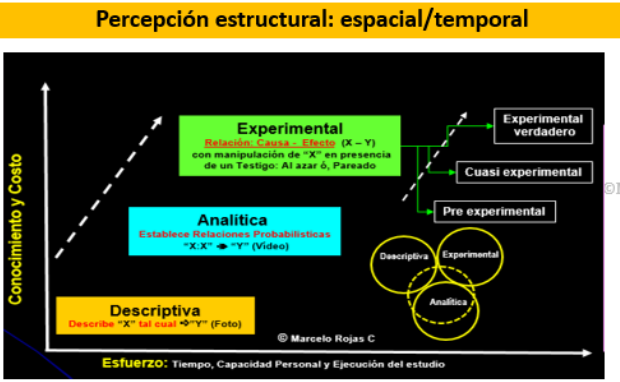 Percepción estructural: espacial/temporal
Conocimiento y Costo
Experimental
Relación: Causa - Efecto (X – Y)
con manipulación de "X" en presencia
de un Testigo: Al azar ó, Pareado
Experimental
verdadero
Cuasi experimental
Pre experimental
Analítica
Establece Relaciones Probabilísticas
"X:X" ➔ "Y" (Vídeo)
Descriptiva
Experimental
Analítica
Descriptiva
Describe "X" tal cual ➔"Y" (Foto)
© Marcelo Rojas C
Esfuerzo: Tiempo, Capacidad Personal y Ejecución del estudio